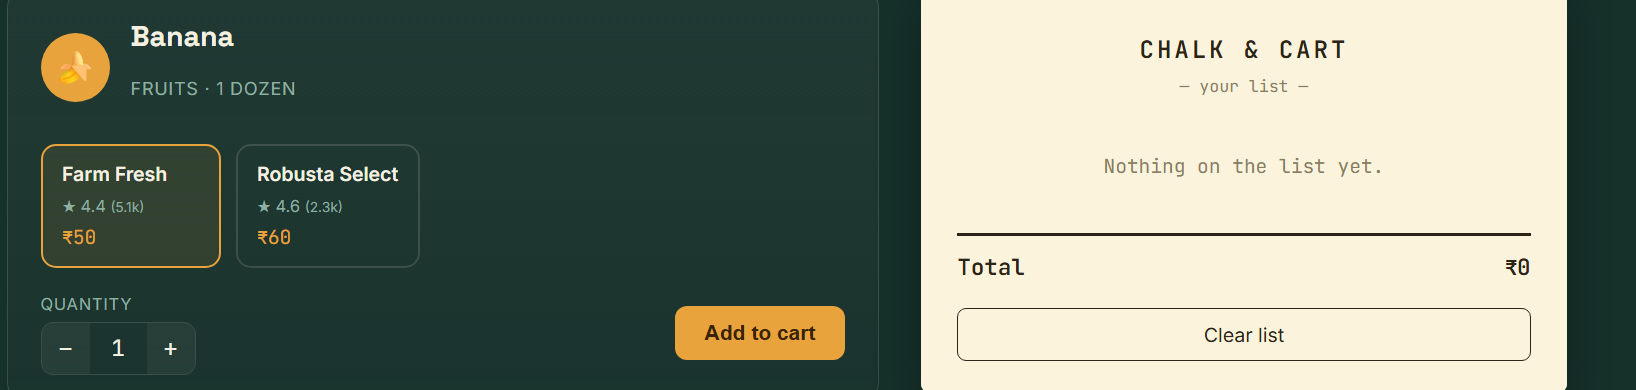 Banana
FRUITS · 1 DOZEN
Farm Fresh
★ 4.4 (5.1k)
₹50
Robusta Select
★ 4.6 (2.3k)
₹60
QUANTITY
− 1 +
Add to cart
CHALK & CART
— your list —
Nothing on the list yet.
Total ₹0
Clear list